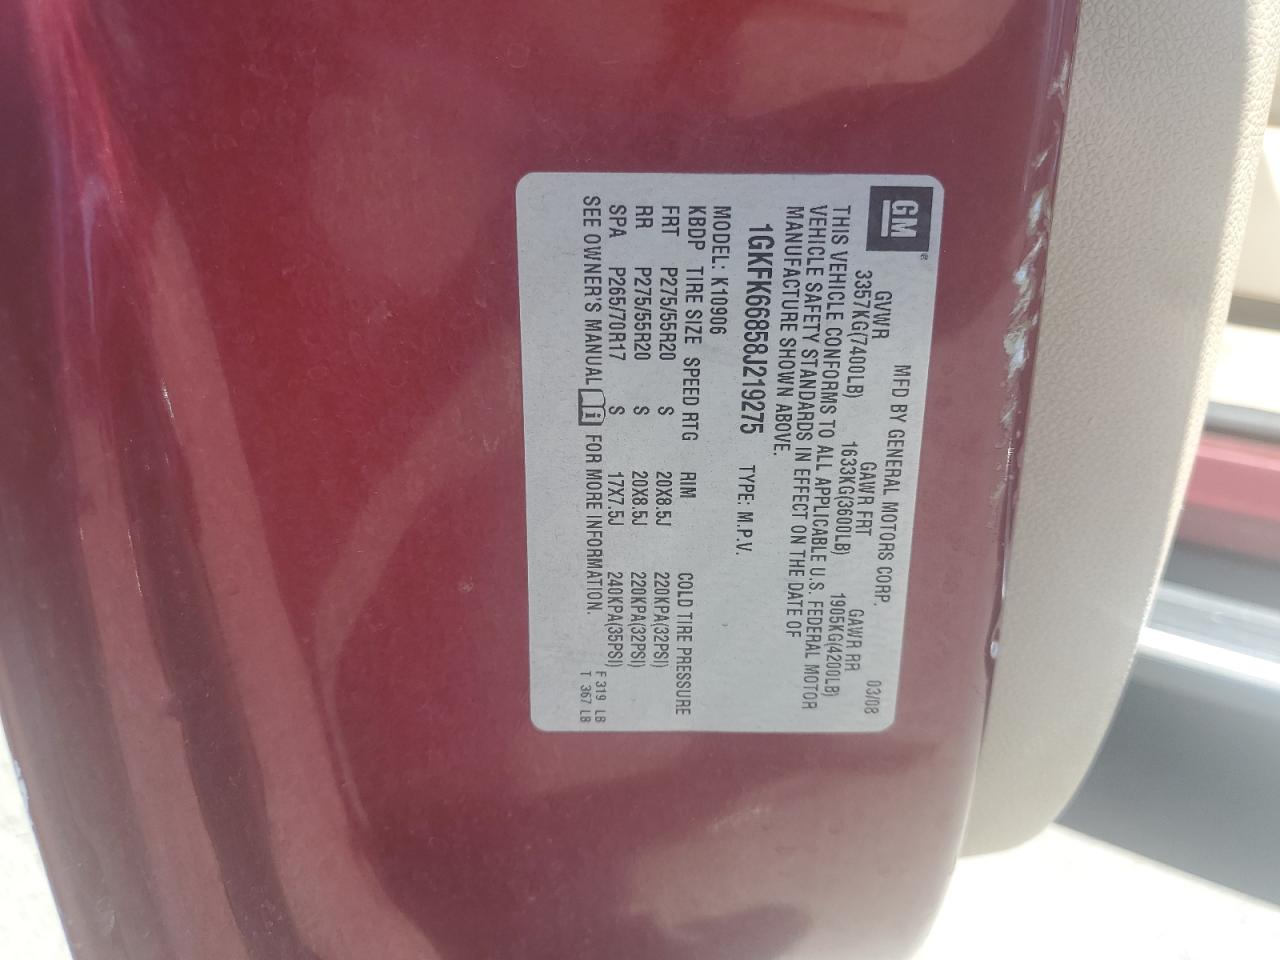 GM
MFD BY GENERAL MOTORS CORP. 03/08
GVWR GAWR FRT GAWR RR
3357KG(7400LB) 1633KG(3600LB) 1905KG(4200LB)
THIS VEHICLE CONFORMS TO ALL APPLICABLE U.S. FEDERAL MOTOR
VEHICLE SAFETY STANDARDS IN EFFECT ON THE DATE OF
MANUFACTURE SHOWN ABOVE.
1GKFK66858J219275 TYPE: M.P.V.
MODEL: K10906
KBDP TIRE SIZE SPEED RTG RIM COLD TIRE PRESSURE
FRT P275/55R20 S 20X8.5J 220KPA(32PSI)
RR P275/55R20 S 20X8.5J 220KPA(32PSI)
SPA P265/70R17 S 17X7.5J 240KPA(35PSI)
SEE OWNER'S MANUAL i FOR MORE INFORMATION.
F 319 LB
T 367 LB